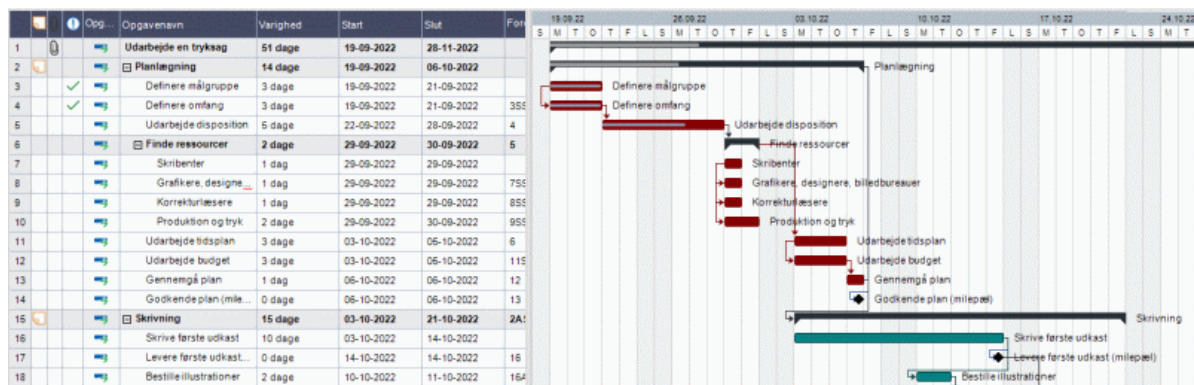 Opg... Opgavenavn Varighed Start Slut Fore 19.09.22 26.09.22 03.10.22 10.10.22 17.10.22 24.10.22
S M T O T F L S M T O T F L S M T O T F L S M T O T F L S M T O T F L S M T
1 Udarbejde en tryksag 51 dage 19-09-2022 28-11-2022
2 Planlægning 14 dage 19-09-2022 06-10-2022 Planlægning
3 Definere målgruppe 3 dage 19-09-2022 21-09-2022 Definere målgruppe
4 Definere omfang 3 dage 19-09-2022 21-09-2022 3SS Definere omfang
5 Udarbejde disposition 5 dage 22-09-2022 28-09-2022 4 Udarbejde disposition
6 Finde ressourcer 2 dage 29-09-2022 30-09-2022 5 Finde ressourcer
7 Skribenter 1 dag 29-09-2022 29-09-2022 Skribenter
8 Grafikere, designe... 1 dag 29-09-2022 29-09-2022 7SS Grafikere, designere, billedbureauer
9 Korrekturlæsere 1 dag 29-09-2022 29-09-2022 8SS Korrekturlæsere
10 Produktion og tryk 2 dage 29-09-2022 30-09-2022 9SS Produktion og tryk
11 Udarbejde tidsplan 3 dage 03-10-2022 05-10-2022 6 Udarbejde tidsplan
12 Udarbejde budget 3 dage 03-10-2022 05-10-2022 11S Udarbejde budget
13 Gennemgå plan 1 dag 06-10-2022 06-10-2022 12 Gennemgå plan
14 Godkende plan (mile... 0 dage 06-10-2022 06-10-2022 13 Godkende plan (milepæl)
15 Skrivning 15 dage 03-10-2022 21-10-2022 2A Skrivning
16 Skrive første udkast 10 dage 03-10-2022 14-10-2022 Skrive første udkast
17 Levere første udkast... 0 dage 14-10-2022 14-10-2022 16 Levere første udkast (milepæl)
18 Bestille illustrationer 2 dage 10-10-2022 11-10-2022 16A Bestille illustrationer